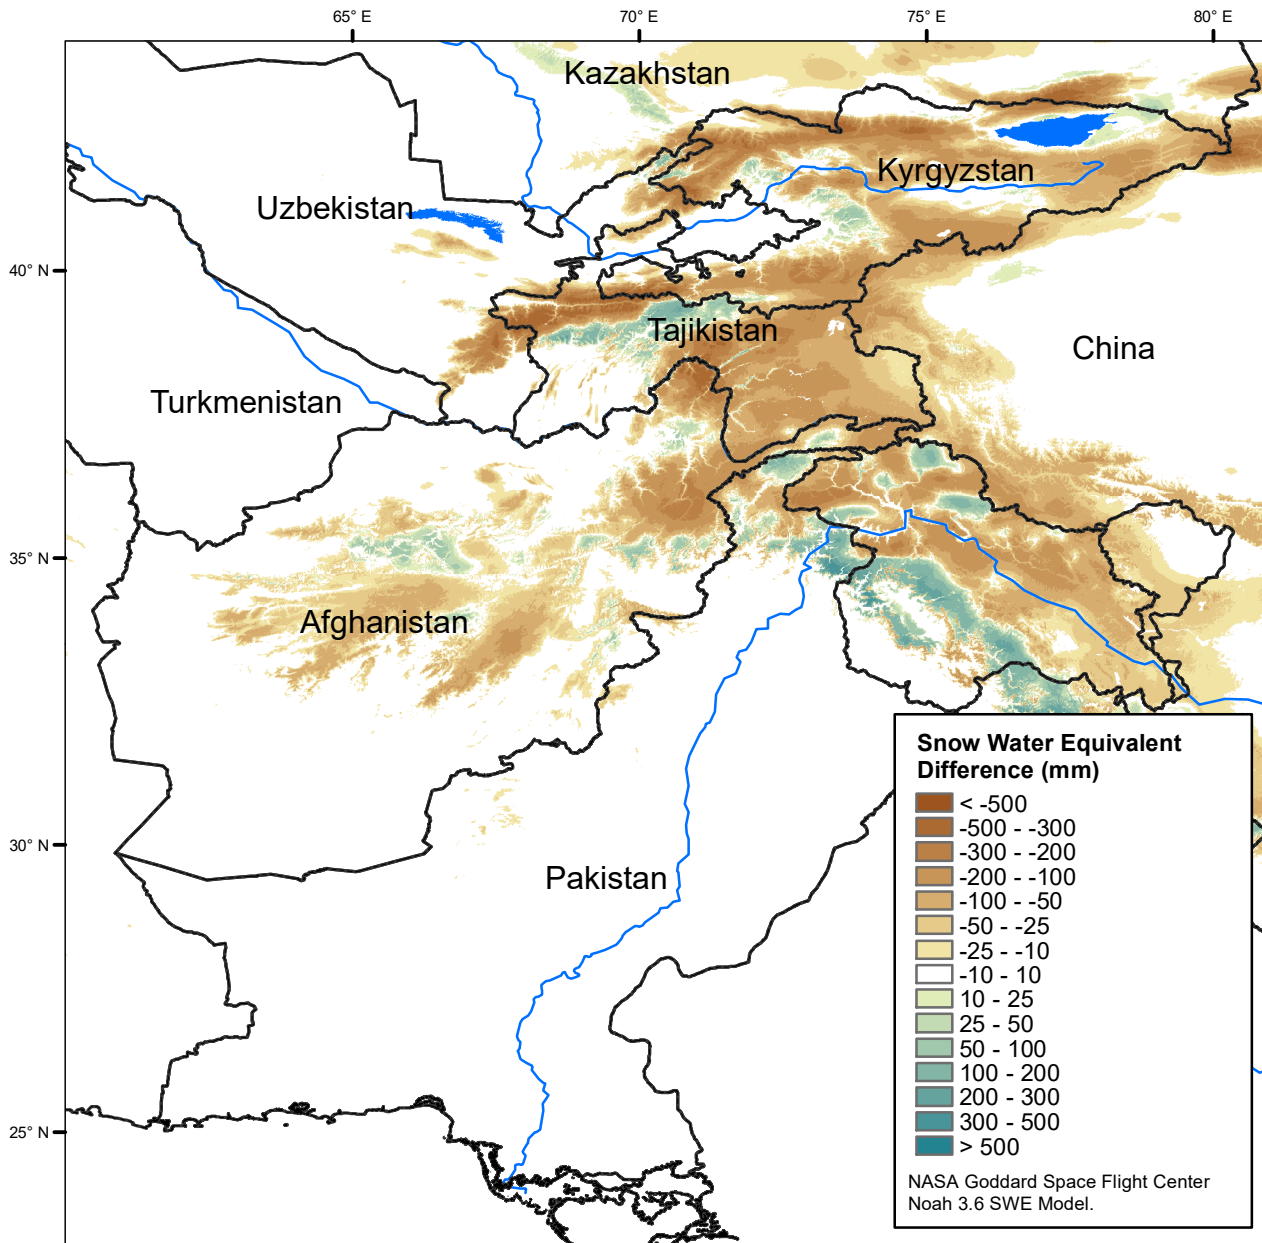 65° E
70° E
75° E
80° E
Kazakhstan
Kyrgyzstan
Uzbekistan
40° N
Tajikistan
China
Turkmenistan
35° N
Afghanistan
Snow Water Equivalent
Difference (mm)
< -500
-500 - -300
-300 - -200
-200 - -100
-100 - -50
-50 - -25
-25 - -10
-10 - 10
10 - 25
25 - 50
50 - 100
100 - 200
200 - 300
300 - 500
> 500
NASA Goddard Space Flight Center
Noah 3.6 SWE Model.
30° N
Pakistan
25° N